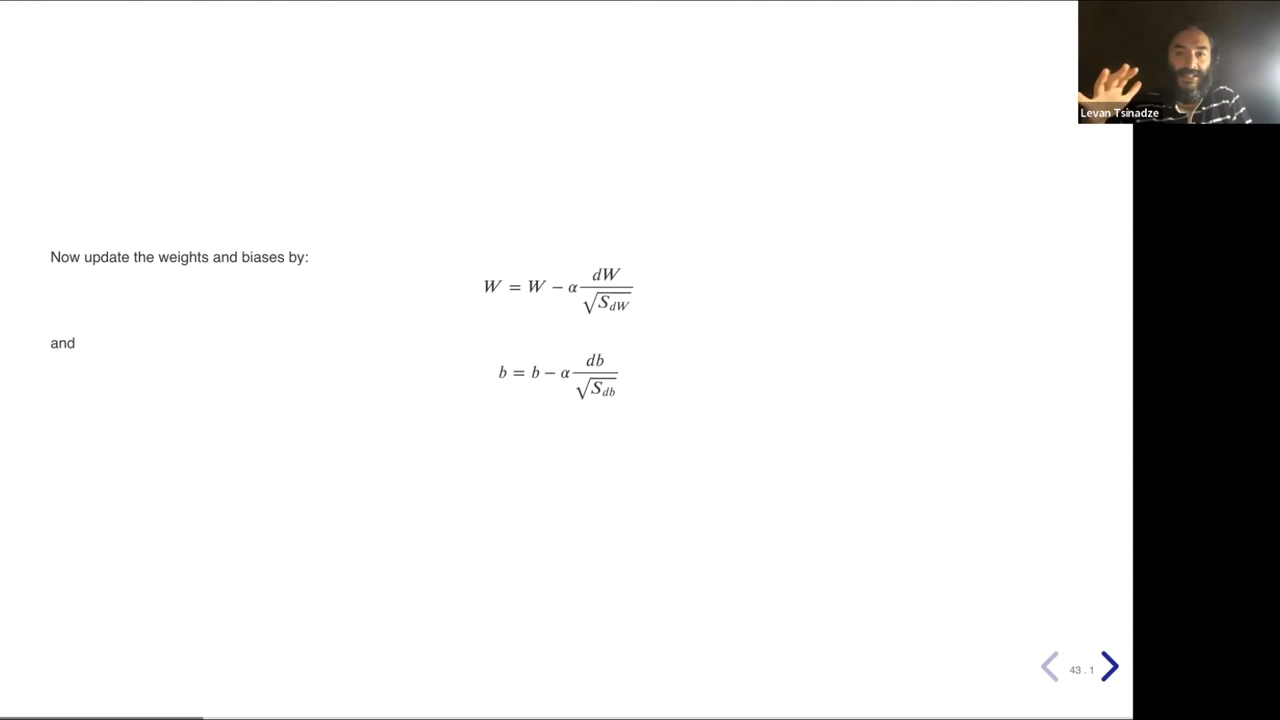 Levan Tsinadze
Now update the weights and biases by:
W = W − α dW / √S_dW
and
b = b − α db / √S_db
43 . 1